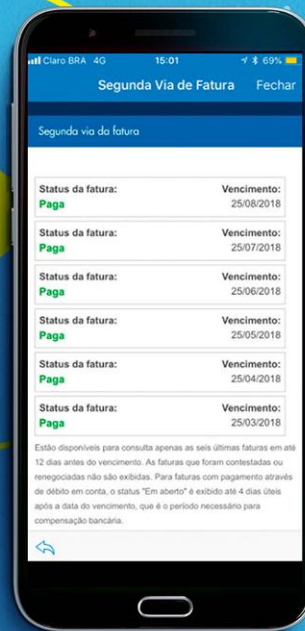 Claro BRA 4G 15:01 69%
Segunda Via de Fatura Fechar
Segunda via da fatura
Status da fatura: Vencimento:
Paga 25/08/2018
Status da fatura: Vencimento:
Paga 25/07/2018
Status da fatura: Vencimento:
Paga 25/06/2018
Status da fatura: Vencimento:
Paga 25/05/2018
Status da fatura: Vencimento:
Paga 25/04/2018
Status da fatura: Vencimento:
Paga 25/03/2018
Estão disponíveis para consulta apenas as seis últimas faturas em até
12 dias antes do vencimento. As faturas que foram contestadas ou
renegociadas não são exibidas. Para faturas com pagamento através
de débito em conta, o status "Em aberto" é exibido até 4 dias úteis
após a data do vencimento, que é o período necessário para
compensação bancária.